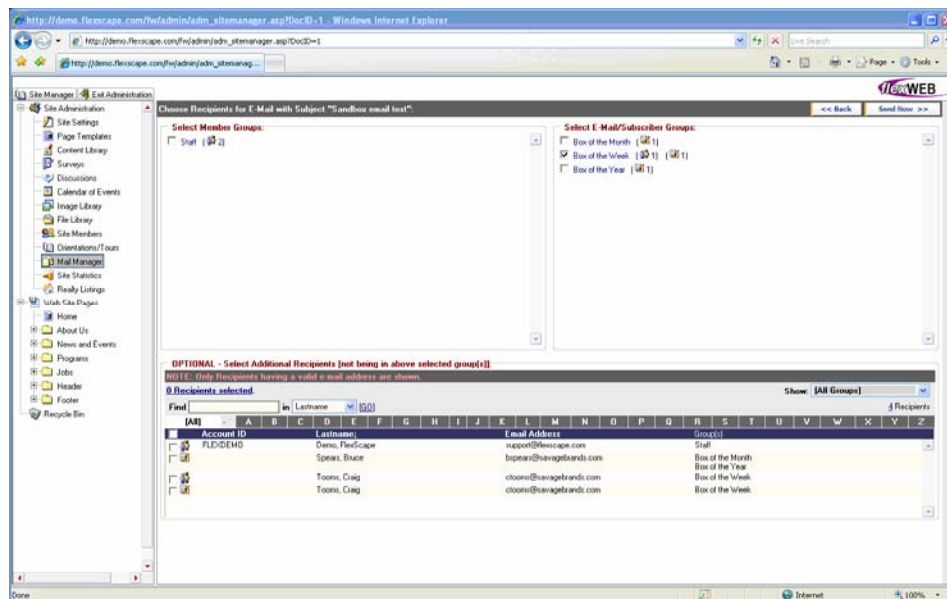 http://demo.flexscape.com/fw/admin/adm_sitemanager.asp?DocID=1 - Windows Internet Explorer
http://demo.flexscape.com/fw/admin/adm_sitemanager.asp?DocID=1
Live Search
http://demo.flexscape.com/fw/admin/adm_sitemanag...
Page
Tools
Site Manager
Exit Administration
flexWEB
Site Administration
Site Settings
Page Templates
Content Library
Surveys
Discussions
Calendar of Events
Image Library
File Library
Site Members
Orientations/Tours
Mail Manager
Site Statistics
Realty Listings
Web Site Pages
Home
About Us
News and Events
Programs
Jobs
Header
Footer
Recycle Bin
Choose Recipients for E-Mail with Subject "Sandbox email test":
<< Back
Send Now >>
Select Member Groups:
Staff ( 2)
Select E-Mail/Subscriber Groups:
Box of the Month ( 1)
Box of the Week ( 1) ( 1)
Box of the Year ( 1)
OPTIONAL - Select Additional Recipients [not being in above selected group(s)]
NOTE: Only Recipients having a valid e-mail address are shown.
0 Recipients selected.
Show: [All Groups]
Find in Lastname [GO]
4 Recipients
[All] - A B C D E F G H I J K L M N O P Q R S T U V W X Y Z
Account ID Lastname Email Address Group(s)
FLEXDEMO Demo, FlexScape support@flexscape.com Staff
Spears, Bruce bspears@savagebrands.com Box of the Month
Box of the Year
Tooms, Craig ctooms@savagebrands.com Box of the Week
Tooms, Craig ctooms@savagebrands.com Box of the Week
Done
Internet
100%